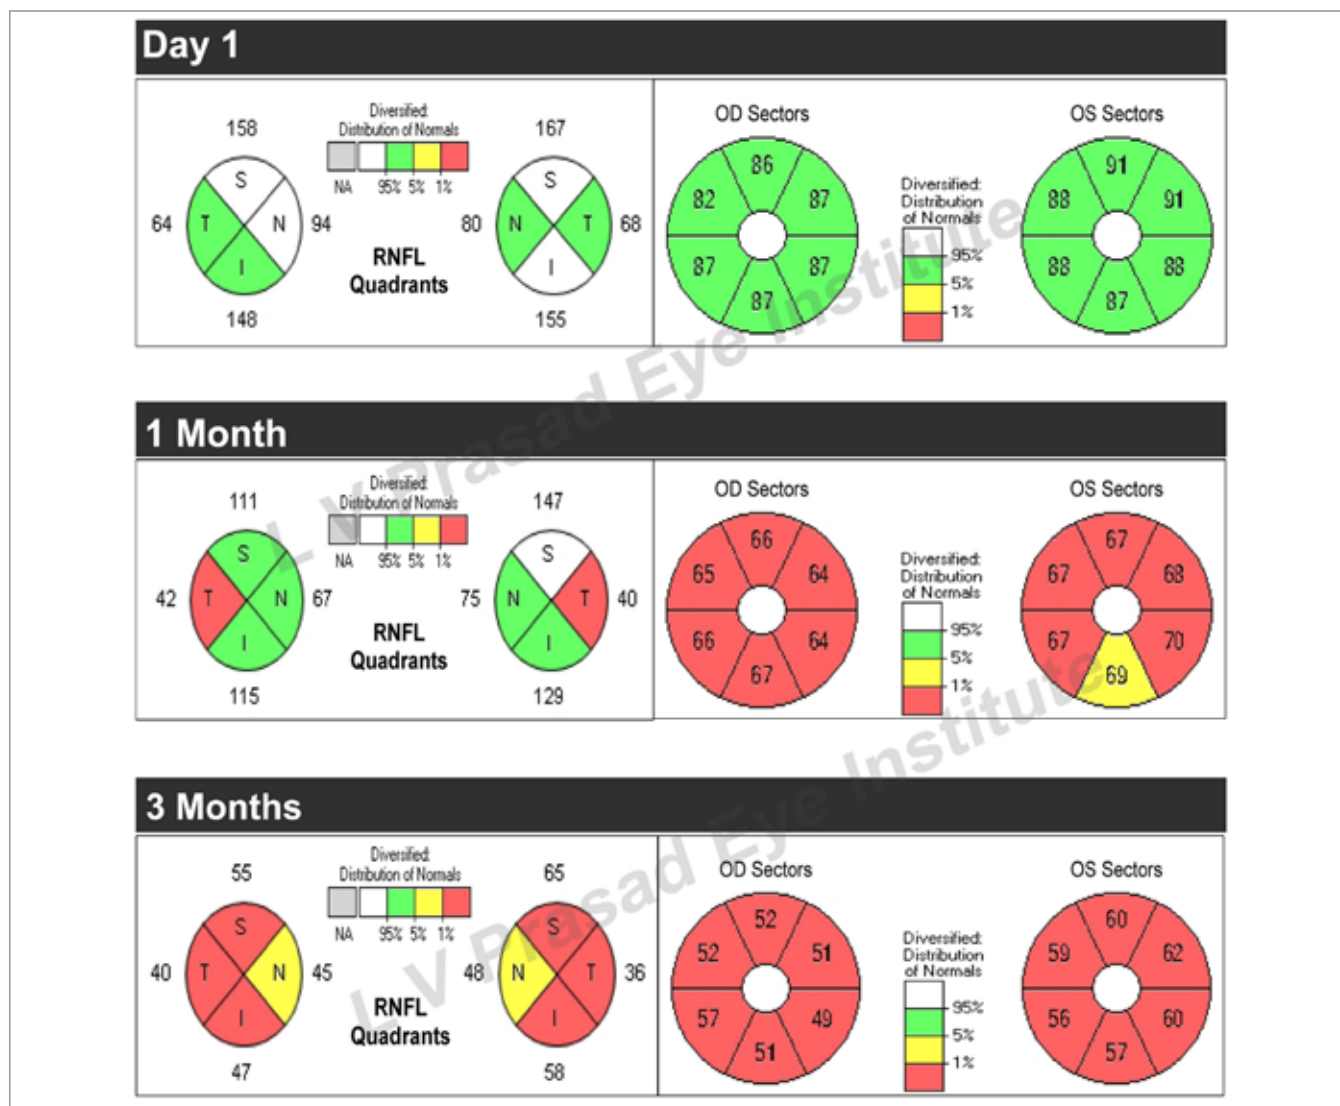 Day 1
158
S
64 T N 94
I
148
Diversified:
Distribution of Normals
NA 95% 5% 1%
RNFL
Quadrants
167
S
80 N T 68
I
155
OD Sectors
86
82 87
87 87
87
Diversified:
Distribution
of Normals
95%
5%
1%
OS Sectors
91
88 91
88 88
87
1 Month
111
S
42 T N 67
I
115
Diversified:
Distribution of Normals
NA 95% 5% 1%
RNFL
Quadrants
147
S
75 N T 40
I
129
OD Sectors
66
65 64
66 64
67
Diversified:
Distribution
of Normals
95%
5%
1%
OS Sectors
67
67 68
67 70
69
3 Months
55
S
40 T N 45
I
47
Diversified:
Distribution of Normals
NA 95% 5% 1%
RNFL
Quadrants
65
S
48 N T 36
I
58
OD Sectors
52
52 51
57 49
51
Diversified:
Distribution
of Normals
95%
5%
1%
OS Sectors
60
59 62
56 60
57
L V Prasad Eye Institute
L V Prasad Eye Institute